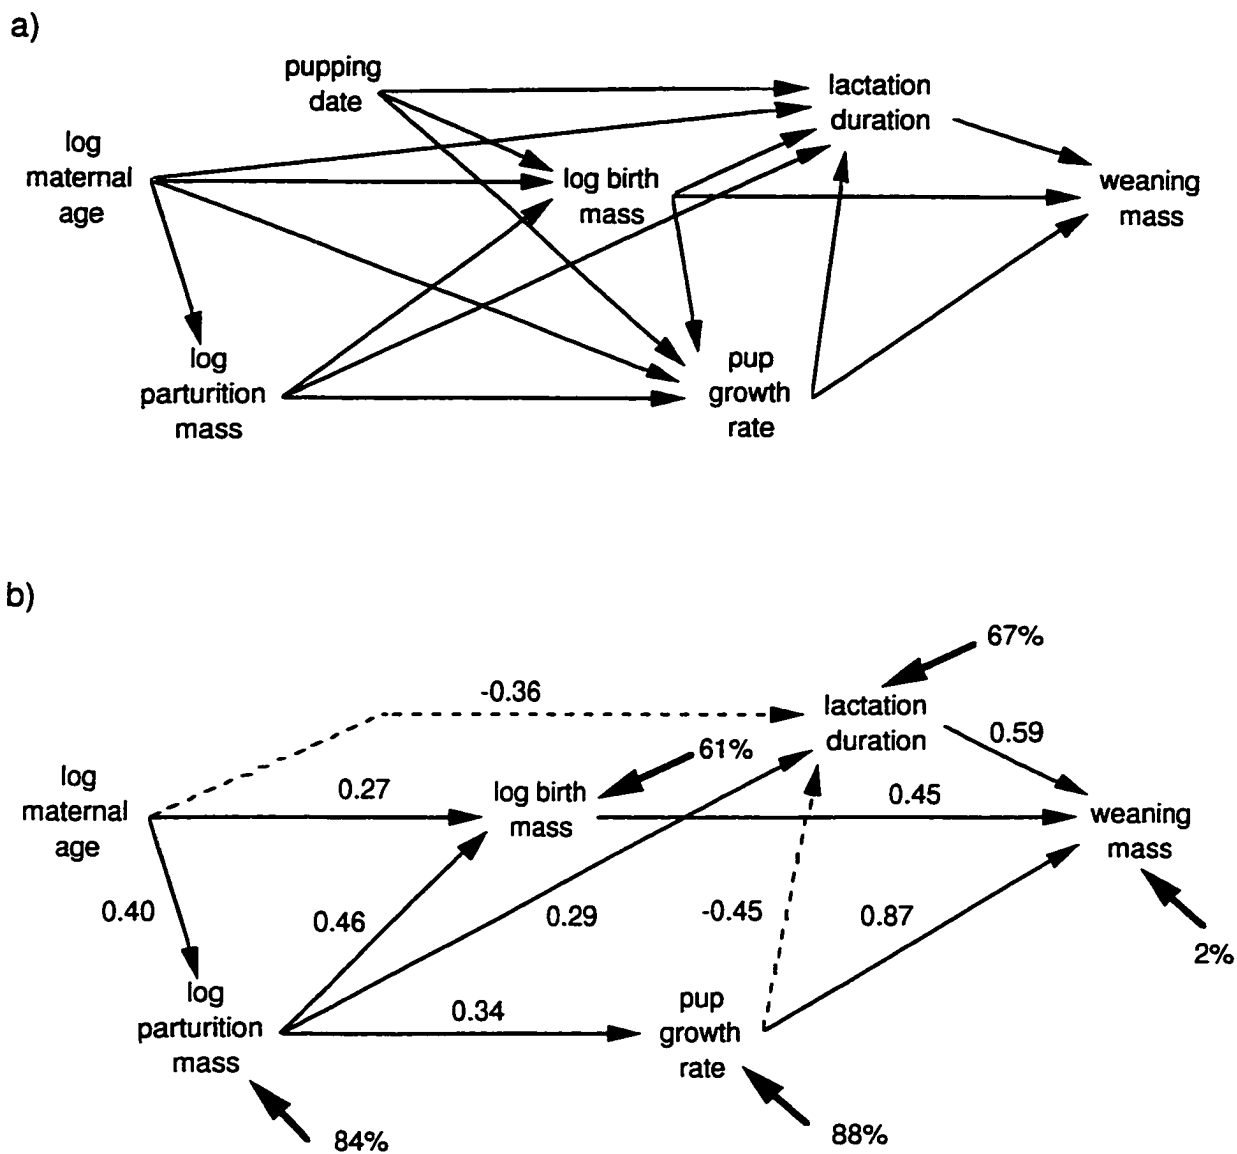 a)
pupping
date
lactation
duration
log
maternal
age
log birth
mass
weaning
mass
log
parturition
mass
pup
growth
rate
b)
67%
-0.36
lactation
duration
0.59
61%
log
maternal
age
0.27
log birth
mass
0.45
weaning
mass
0.40
0.46
0.29
-0.45
0.87
2%
log
parturition
mass
0.34
pup
growth
rate
84%
88%